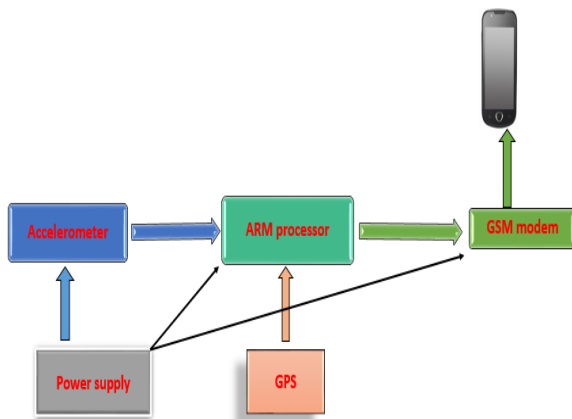 Accelerometer
ARM processor
GSM modem
Power supply
GPS